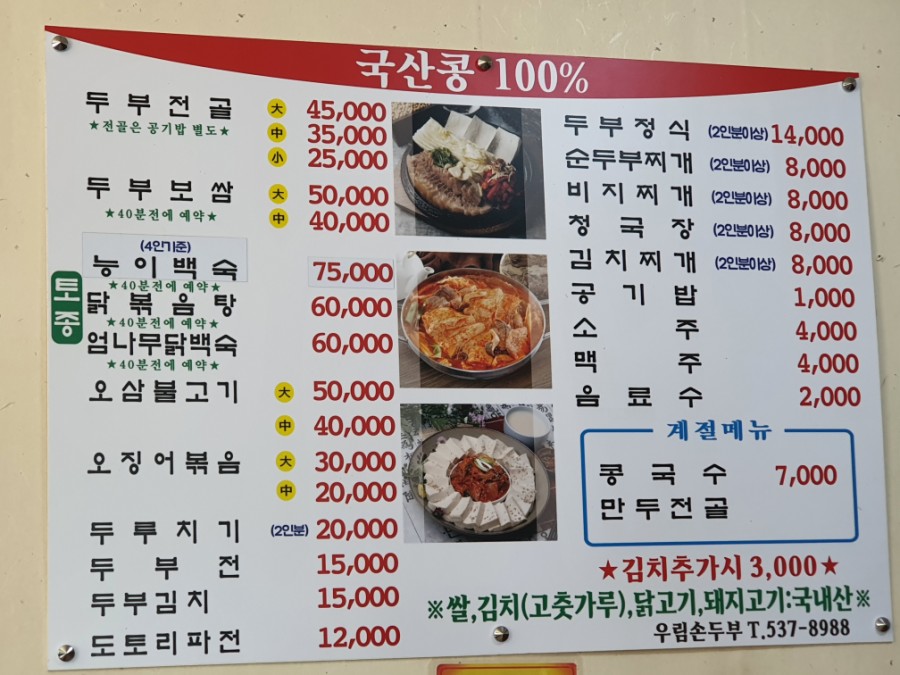 국산콩 100%
두부전골 大 45,000
★전골은 공기밥 별도★ 中 35,000
小 25,000
두부보쌈 大 50,000
★40분전에 예약★ 中 40,000
토종
(4인기준)
능이백숙 75,000
★40분전에 예약★
닭볶음탕 60,000
★40분전에 예약★
엄나무닭백숙 60,000
★40분전에 예약★
오삼불고기 大 50,000
中 40,000
오징어볶음 大 30,000
中 20,000
두루치기 (2인분) 20,000
두부전 15,000
두부김치 15,000
도토리파전 12,000
두부정식 (2인분이상) 14,000
순두부찌개 (2인분이상) 8,000
비지찌개 (2인분이상) 8,000
청국장 (2인분이상) 8,000
김치찌개 (2인분이상) 8,000
공기밥 1,000
소주 4,000
맥주 4,000
음료수 2,000
계절메뉴
콩국수 7,000
만두전골
★김치추가시 3,000★
※쌀,김치(고춧가루),닭고기,돼지고기:국내산※
우림손두부 T.537-8988